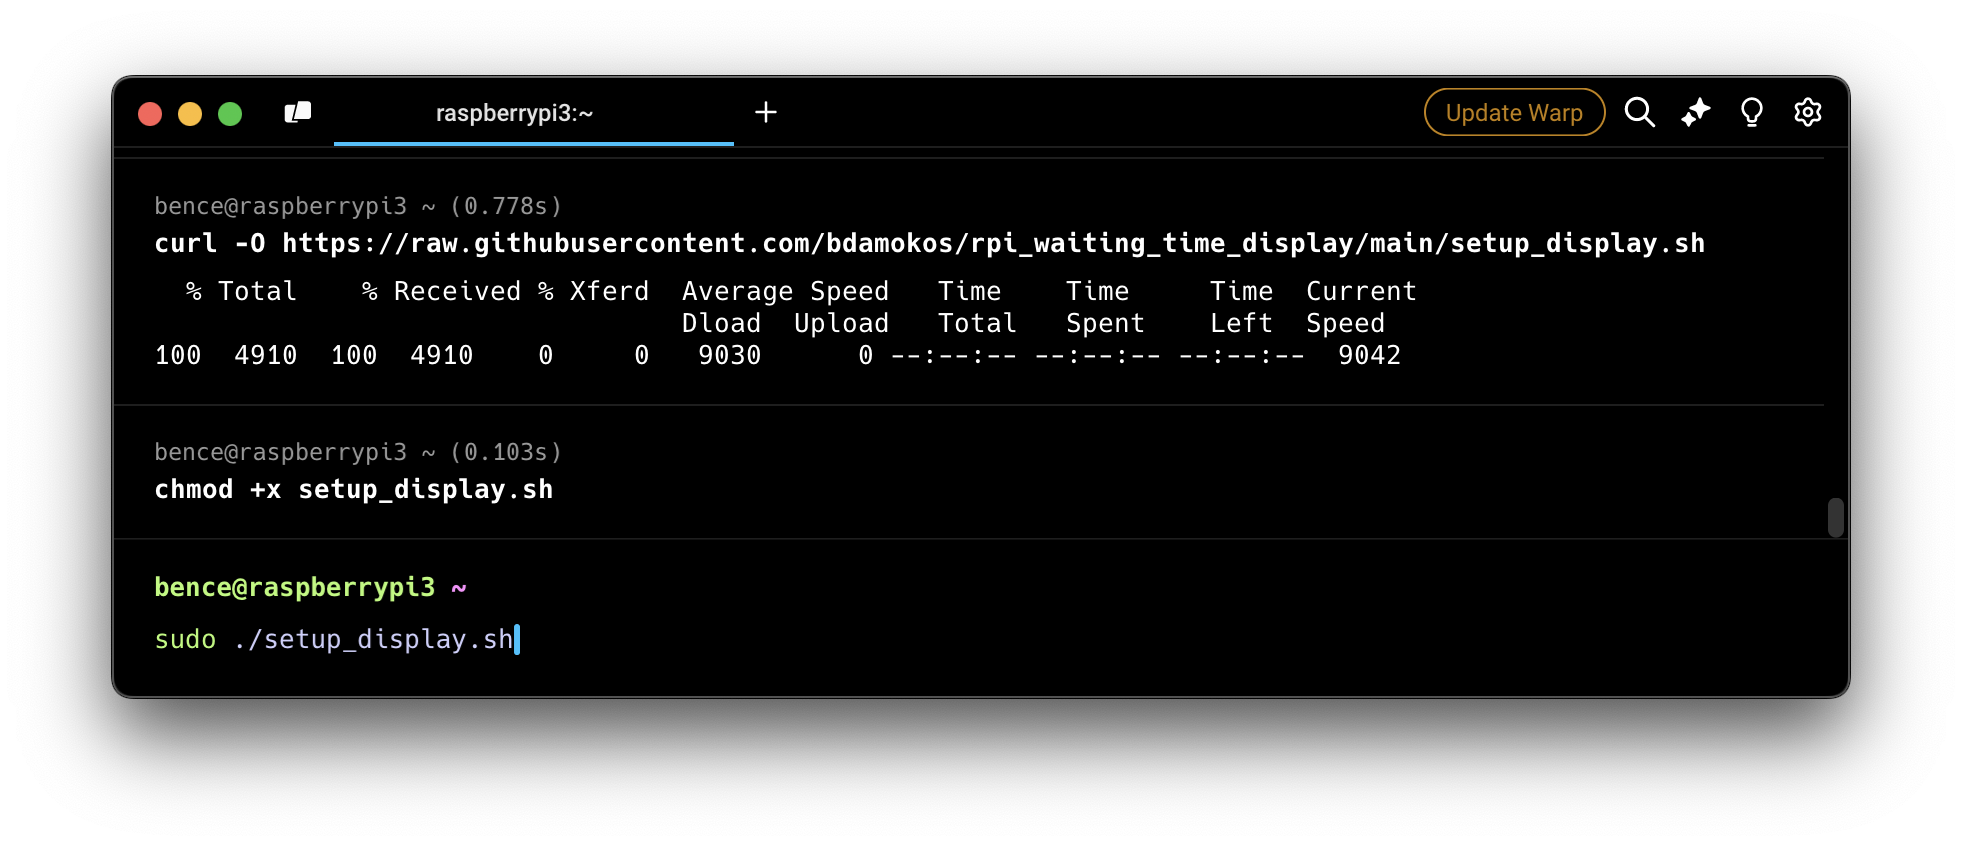 raspberrypi3:~
Update Warp
bence@raspberrypi3 ~ (0.778s)
curl -O https://raw.githubusercontent.com/bdamokos/rpi_waiting_time_display/main/setup_display.sh
  % Total    % Received % Xferd  Average Speed   Time    Time     Time  Current
                                 Dload  Upload   Total   Spent    Left  Speed
100  4910  100  4910    0     0   9030      0 --:--:-- --:--:-- --:--:--  9042
bence@raspberrypi3 ~ (0.103s)
chmod +x setup_display.sh
bence@raspberrypi3 ~
sudo ./setup_display.sh